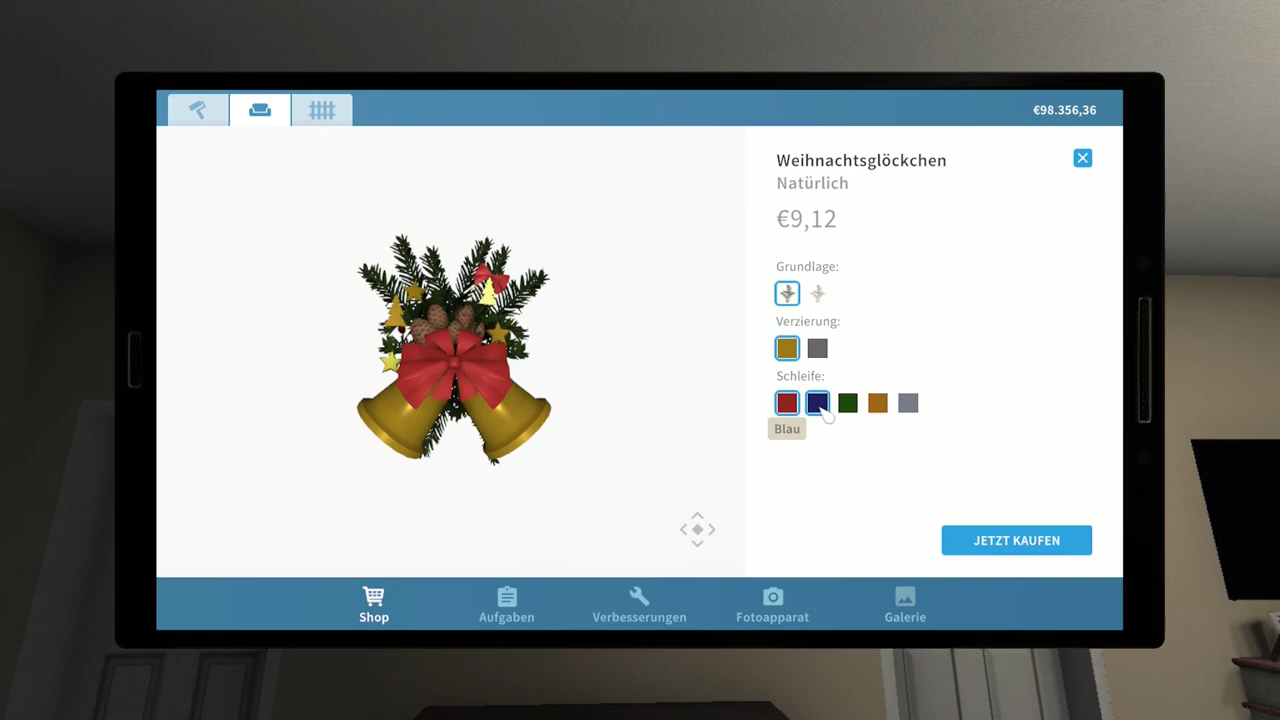 €98.356,36
Weihnachtsglöckchen
Natürlich
€9,12
Grundlage:
Verzierung:
Schleife:
Blau
JETZT KAUFEN
Shop
Aufgaben
Verbesserungen
Fotoapparat
Galerie